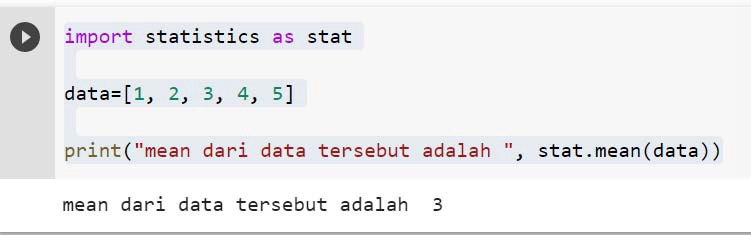 import statistics as stat
data=[1, 2, 3, 4, 5]
print("mean dari data tersebut adalah ", stat.mean(data))
mean dari data tersebut adalah  3